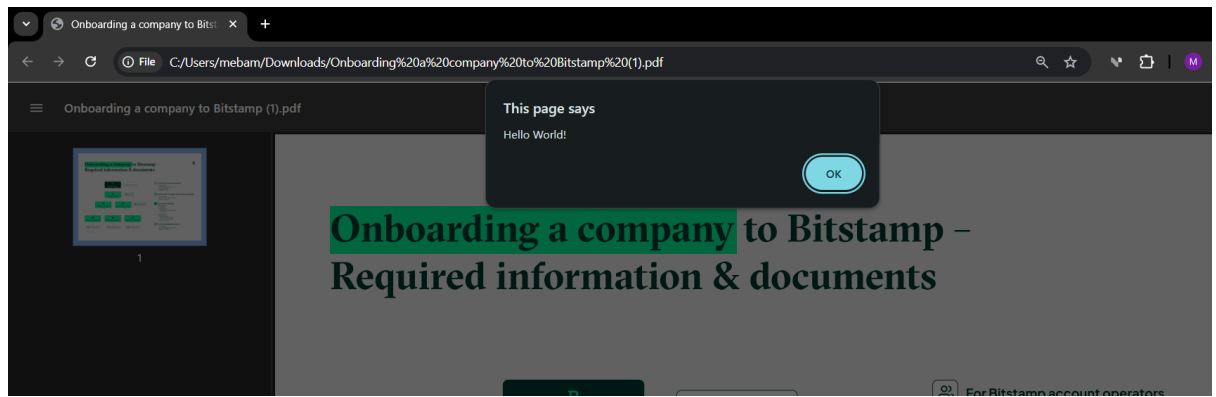 Onboarding a company to Bitst
File
C:/Users/mebam/Downloads/Onboarding%20a%20company%20to%20Bitstamp%20(1).pdf
M
Onboarding a company to Bitstamp (1).pdf
This page says
Hello World!
OK
1
Onboarding a company to Bitstamp –
Required information & documents
For Bitstamp account operators